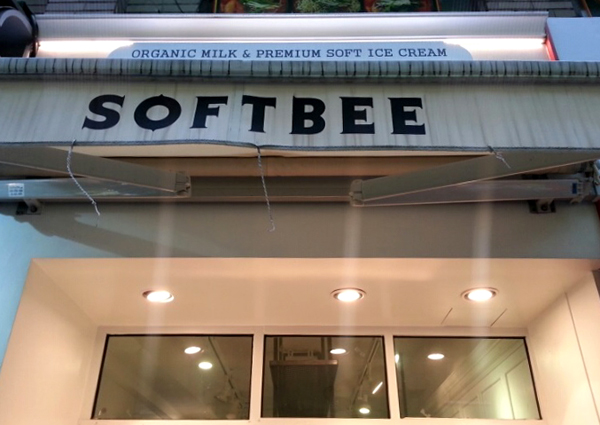 ORGANIC MILK & PREMIUM SOFT ICE CREAM
SOFTBEE